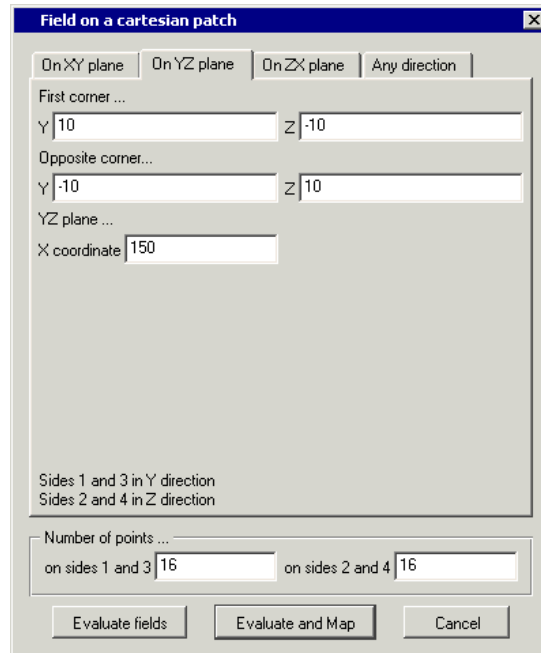 Field on a cartesian patch
On XY plane On YZ plane On ZX plane Any direction
First corner ...
Y 10 Z -10
Opposite corner...
Y -10 Z 10
YZ plane ...
X coordinate 150
Sides 1 and 3 in Y direction
Sides 2 and 4 in Z direction
Number of points ...
on sides 1 and 3 16 on sides 2 and 4 16
Evaluate fields Evaluate and Map Cancel